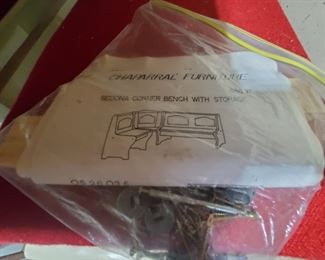 CHAPARRAL FURNITURE
SEDONA CORNER BENCH WITH STORAGE